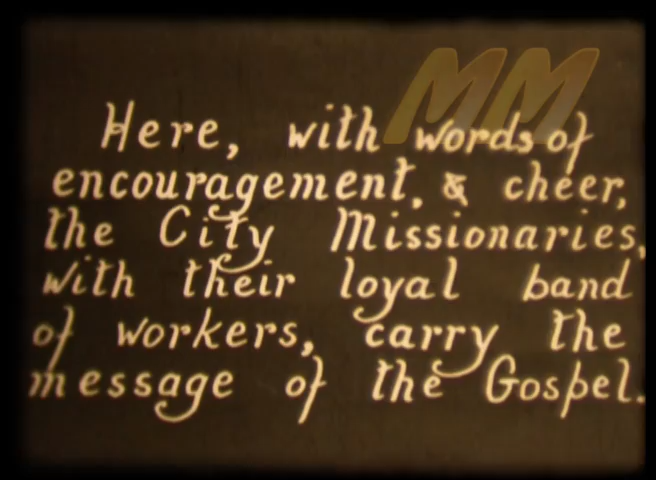 MM
Here, with words of
encouragement, & cheer,
the City Missionaries,
with their loyal band
of workers, carry the
message of the Gospel.